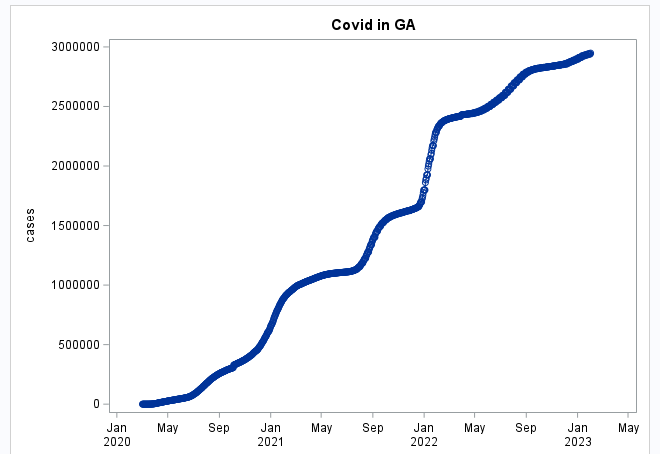 Covid in GA
3000000
2500000
2000000
1500000
1000000
500000
0
cases
Jan May Sep Jan May Sep Jan May Sep Jan May
2020 2021 2022 2023